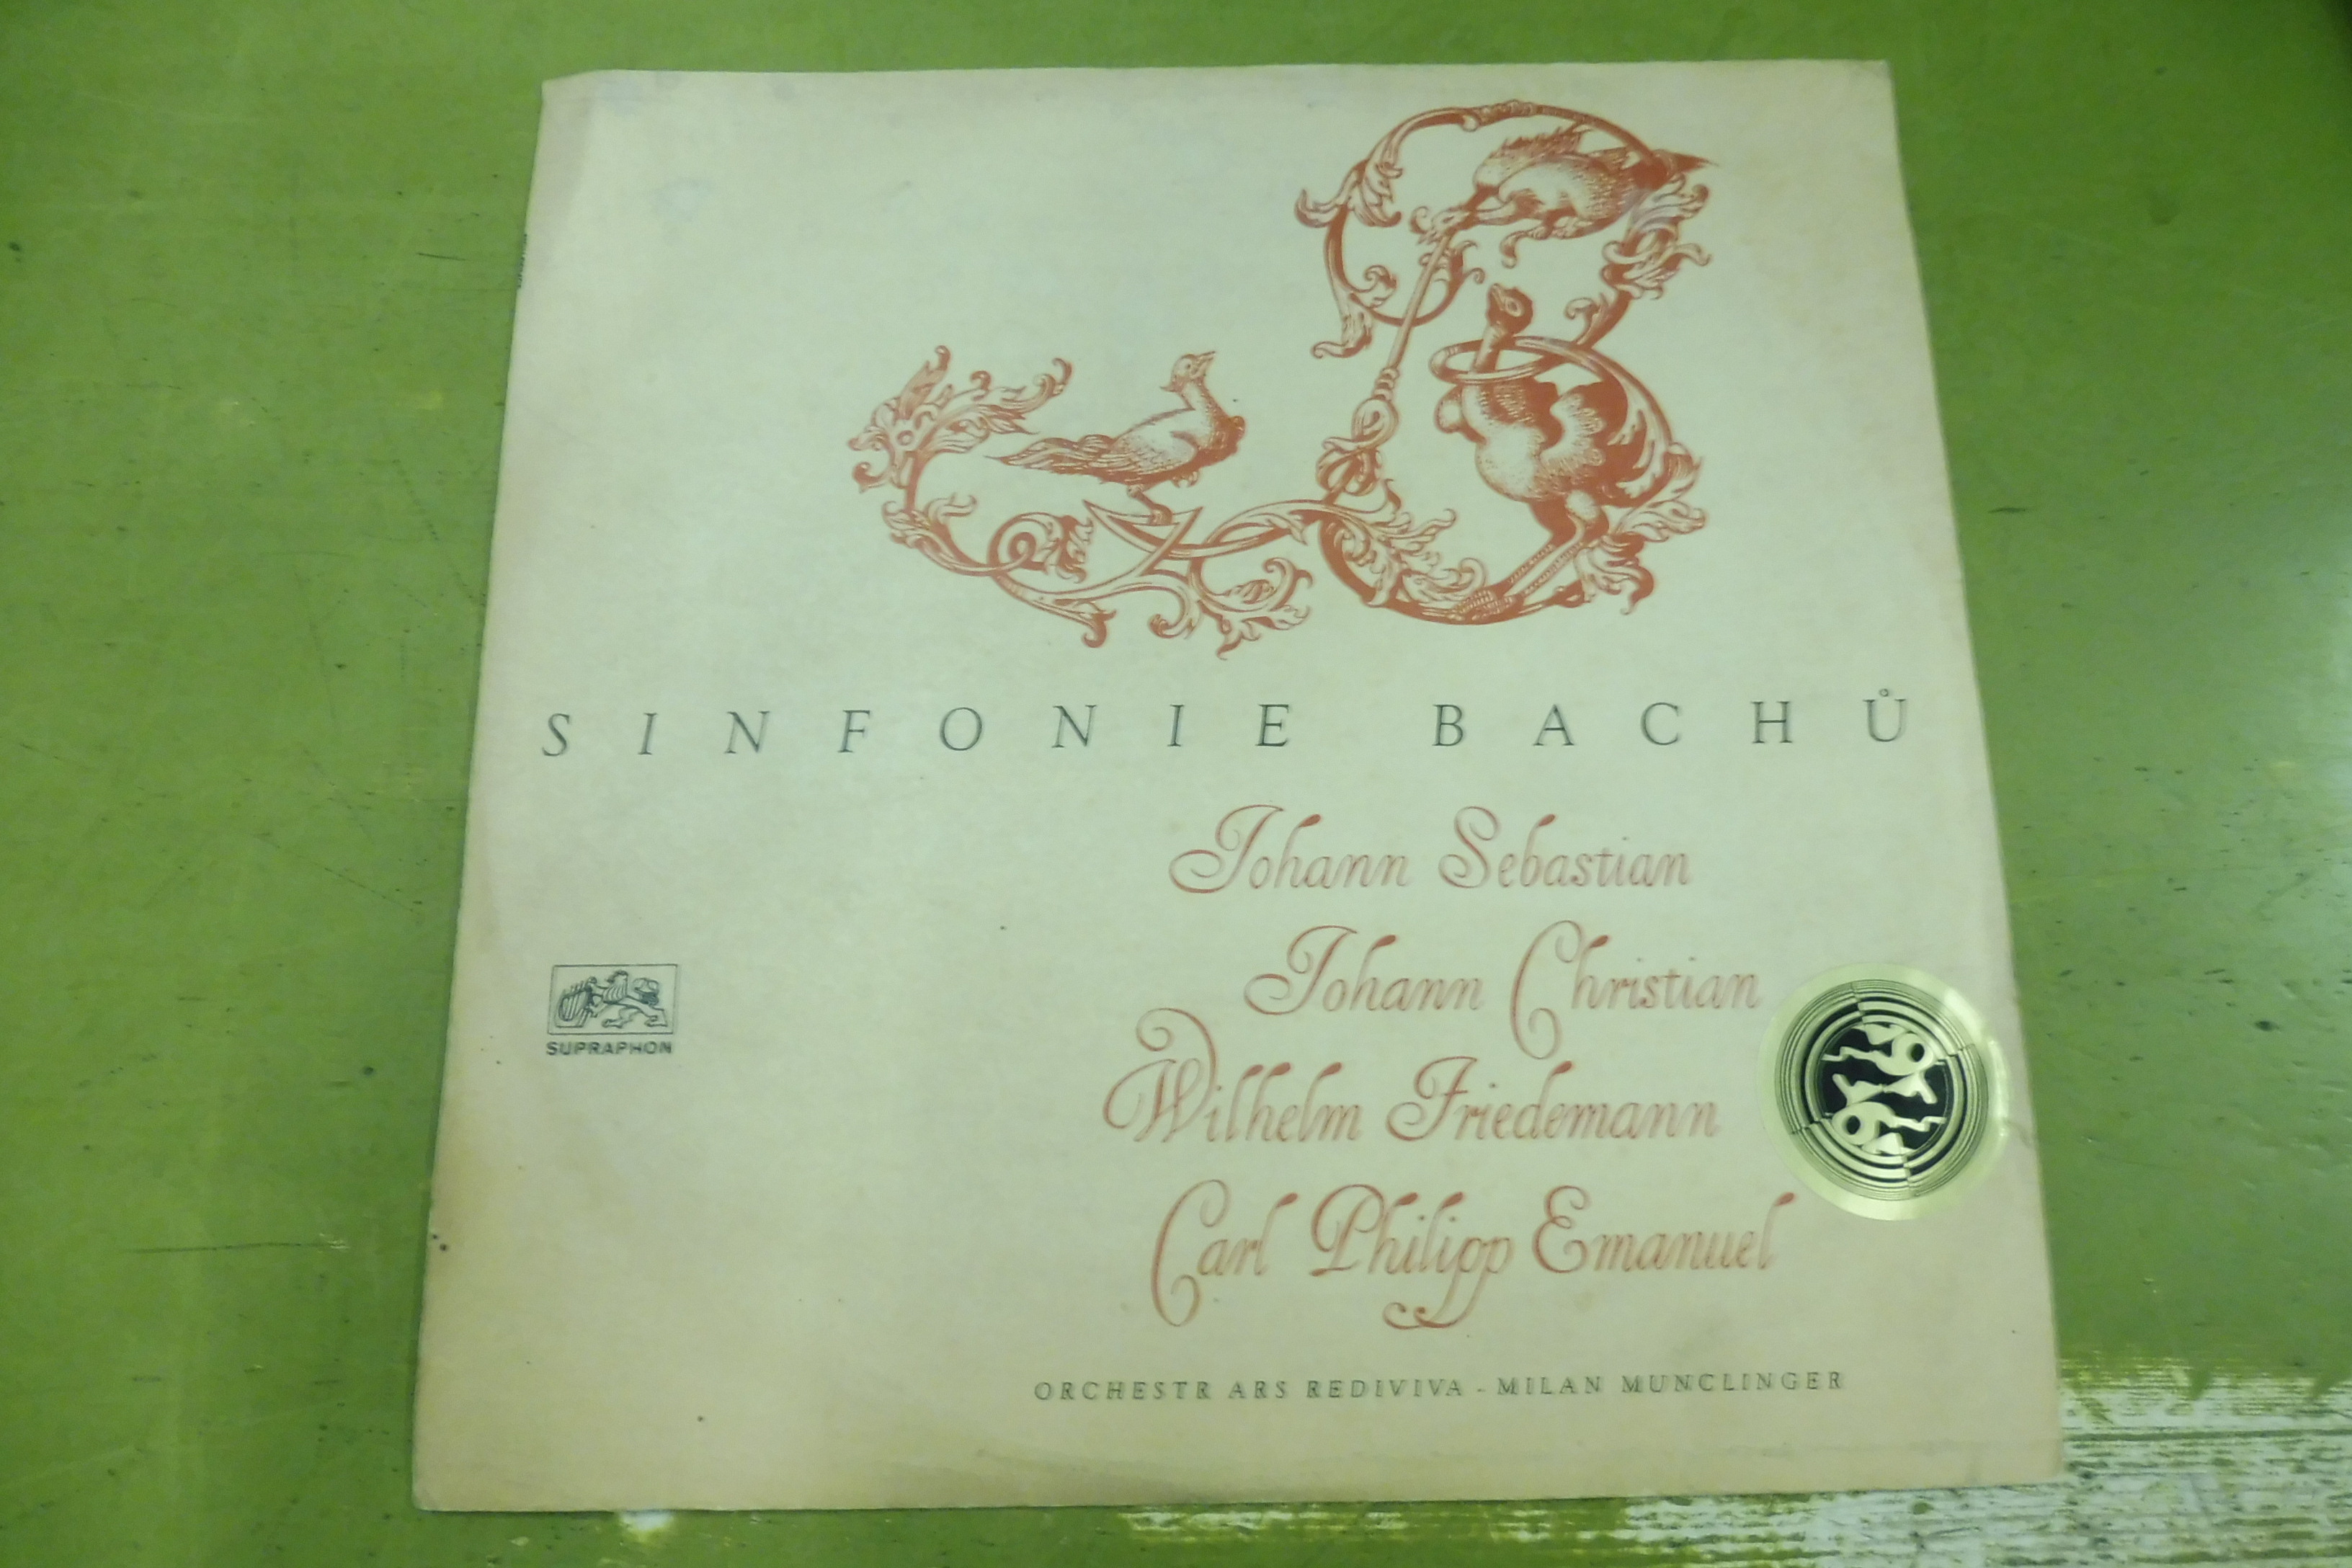 SINFONIE BACHŮ
Johann Sebastian
Johann Christian
Wilhelm Friedemann
Carl Philipp Emanuel
SUPRAPHON
ORCHESTR ARS REDIVIVA - MILAN MUNCLINGER